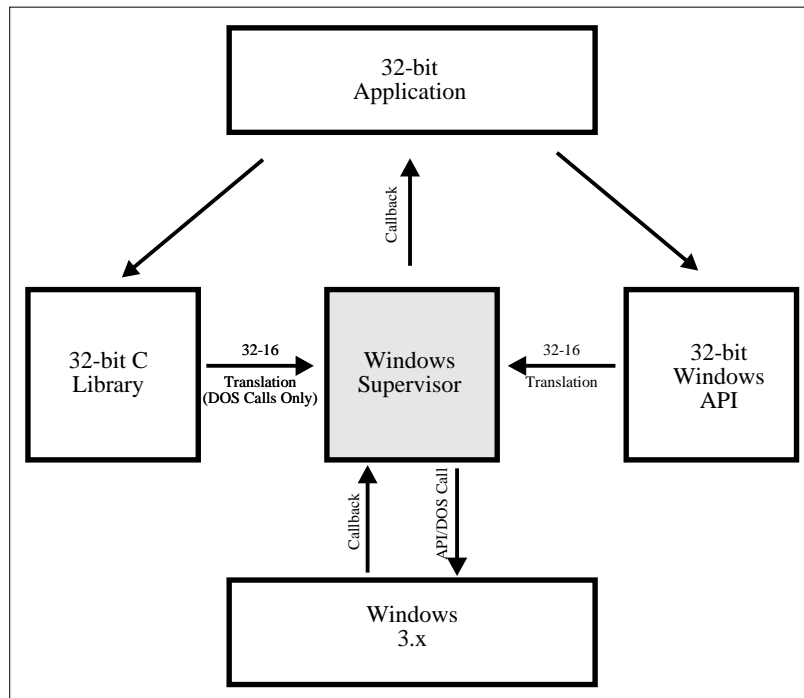 32-bit
Application
Callback
32-bit C
Library
32-16
Translation
(DOS Calls Only)
Windows
Supervisor
32-16
Translation
32-bit
Windows
API
Callback
API/DOS Call
Windows
3.x